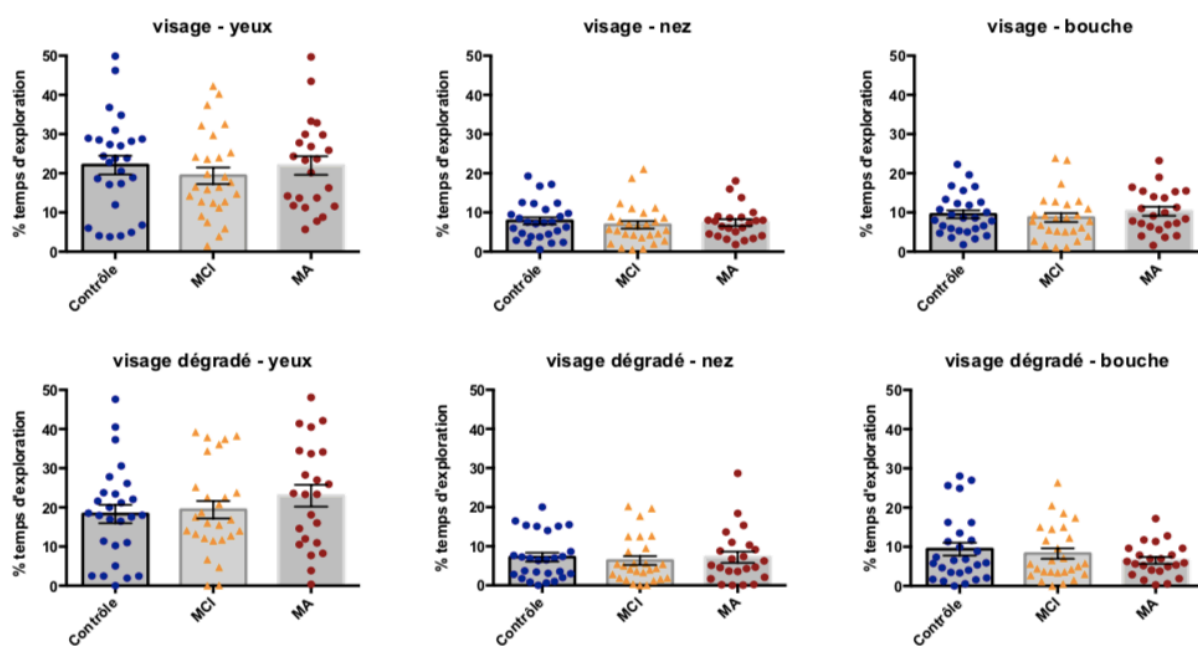 visage - yeux
visage - nez
visage - bouche
% temps d'exploration
50
40
30
20
10
0
Contrôle
MCI
MA
% temps d'exploration
50
40
30
20
10
0
Contrôle
MCI
MA
% temps d'exploration
50
40
30
20
10
0
Contrôle
MCI
MA
visage dégradé - yeux
visage dégradé - nez
visage dégradé - bouche
% temps d'exploration
50
40
30
20
10
0
Contrôle
MCI
MA
% temps d'exploration
50
40
30
20
10
0
Contrôle
MCI
MA
% temps d'exploration
50
40
30
20
10
0
Contrôle
MCI
MA